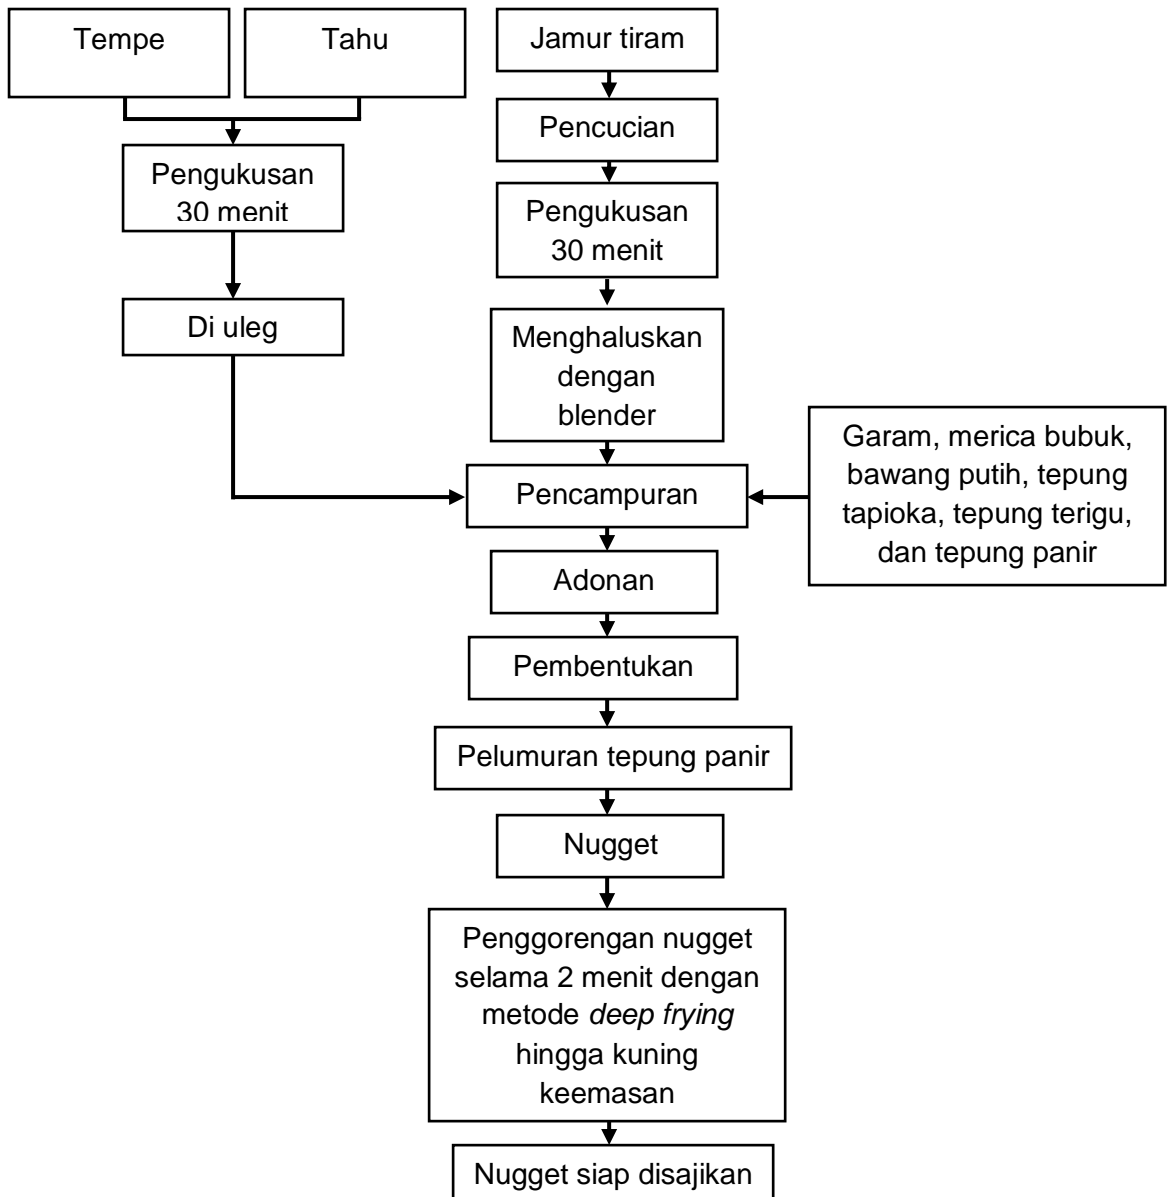 Tempe
Tahu
Jamur tiram
Pencucian
Pengukusan
30 menit
Pengukusan
30 menit
Di uleg
Menghaluskan
dengan
blender
Garam, merica bubuk,
bawang putih, tepung
tapioka, tepung terigu,
dan tepung panir
Pencampuran
Adonan
Pembentukan
Pelumuran tepung panir
Nugget
Penggorengan nugget
selama 2 menit dengan
metode deep frying
hingga kuning
keemasan
Nugget siap disajikan